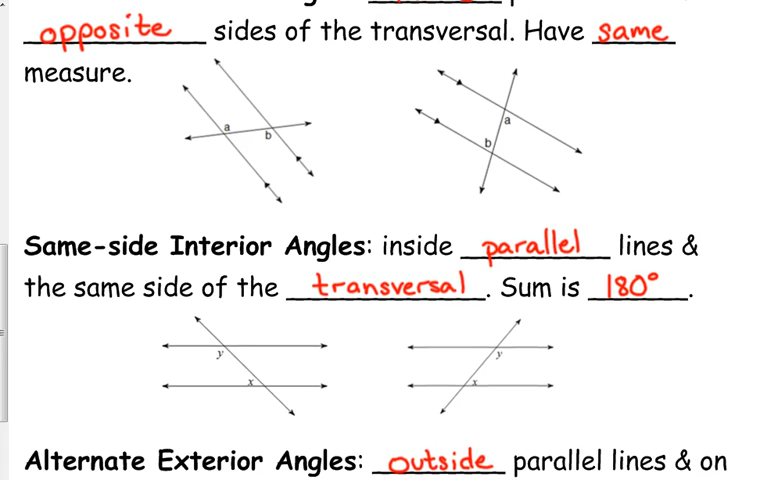 opposite sides of the transversal. Have same
measure.
a
b
a
b
Same-side Interior Angles: inside parallel lines &
the same side of the transversal. Sum is 180°.
y
x
y
x
Alternate Exterior Angles: outside parallel lines & on